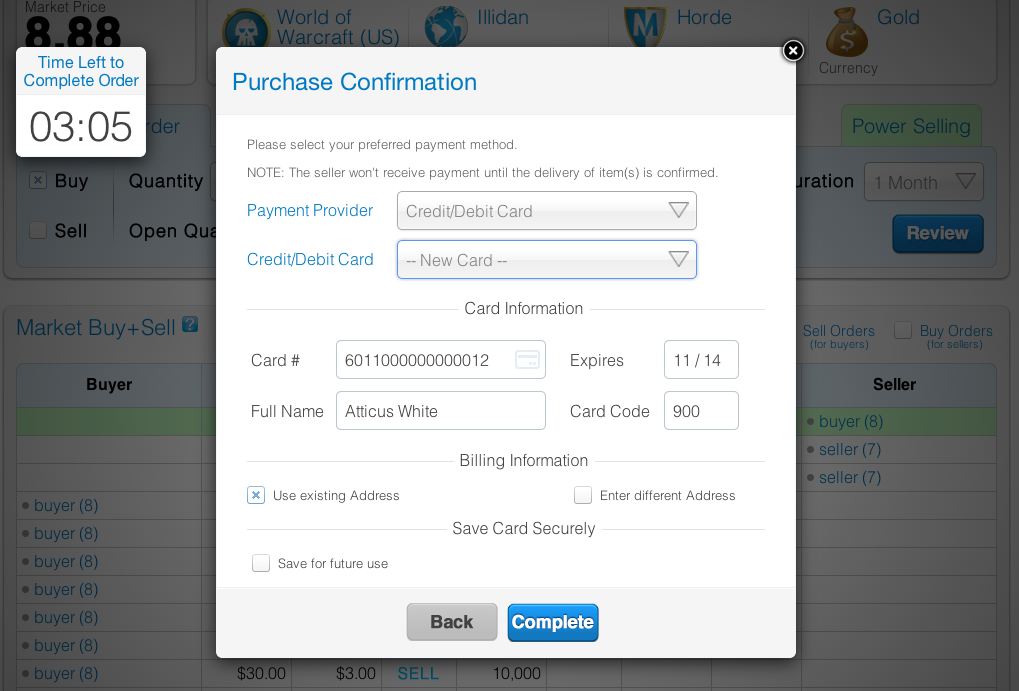 Market Price
8.88
World of
Warcraft (US)
Illidan
Horde
Gold
Currency
Time Left to
Complete Order
03:05
Purchase Confirmation
Power Selling
Buy
Quantity
1 Month
Sell
Open
Review
Please select your preferred payment method.
NOTE: The seller won't receive payment until the delivery of item(s) is confirmed.
Payment Provider
Credit/Debit Card
Credit/Debit Card
-- New Card --
Market Buy+Sell ?
Sell Orders
(for buyers)
Buy Orders
(for sellers)
Card Information
Card #
6011000000000012
Expires
11 / 14
Full Name
Atticus White
Card Code
900
Buyer
Seller
buyer (8)
seller (7)
seller (7)
Billing Information
Use existing Address
Enter different Address
Save Card Securely
Save for future use
buyer (8)
buyer (8)
buyer (8)
buyer (8)
buyer (8)
buyer (8)
buyer (8)
Back
Complete
$30.00
$3.00
SELL
10,000